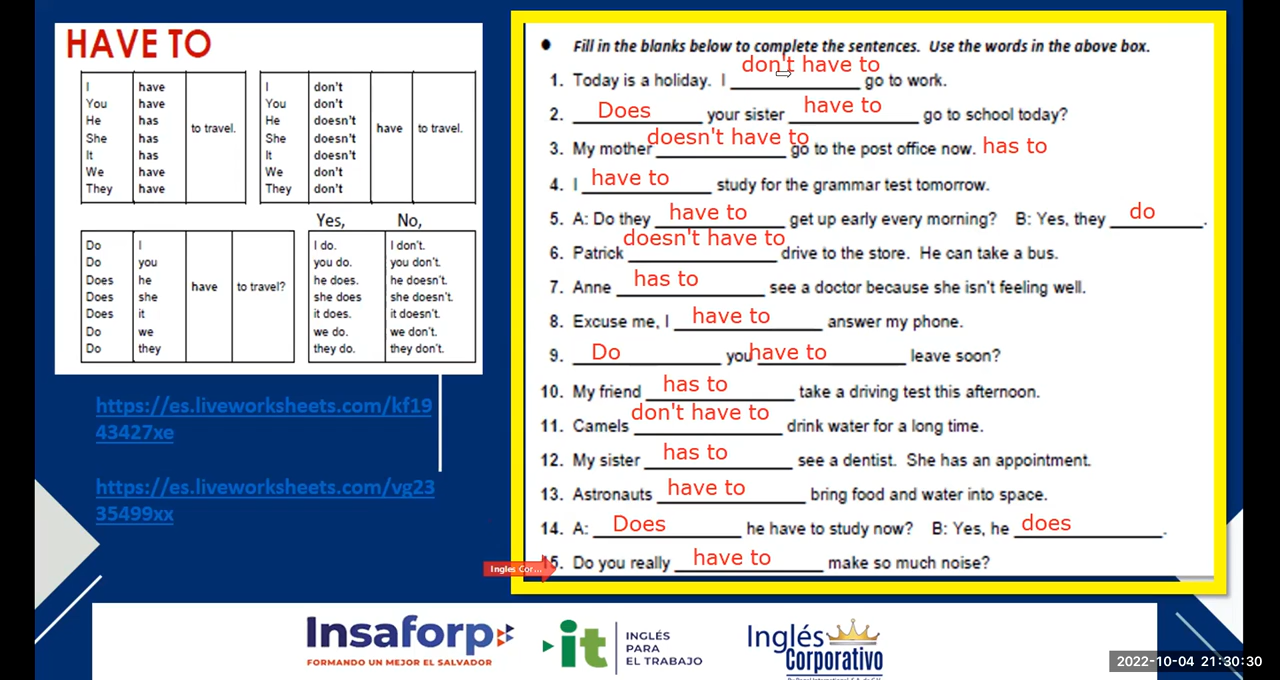 HAVE TO
I have
You have
He has
She has
It has
We have
They have
to travel.
I don't
You don't
He doesn't
She doesn't
It doesn't
We don't
They don't
have
to travel.
Yes, No,
Do I
Do you
Does he
Does she
Does it
Do we
Do they
have
to travel?
I do. I don't.
you do. you don't.
he does. he doesn't.
she does she doesn't.
it does. it doesn't.
we do. we don't.
they do. they don't.
https://es.liveworksheets.com/kf19
43427xe
https://es.liveworksheets.com/vg23
35499xx
• Fill in the blanks below to complete the sentences. Use the words in the above box.
1. Today is a holiday. I don't have to go to work.
2. Does your sister have to go to school today?
3. My mother doesn't have to go to the post office now. has to
4. I have to study for the grammar test tomorrow.
5. A: Do they have to get up early every morning? B: Yes, they do.
6. Patrick doesn't have to drive to the store. He can take a bus.
7. Anne has to see a doctor because she isn't feeling well.
8. Excuse me, I have to answer my phone.
9. Do you have to leave soon?
10. My friend has to take a driving test this afternoon.
11. Camels don't have to drink water for a long time.
12. My sister has to see a dentist. She has an appointment.
13. Astronauts have to bring food and water into space.
14. A: Does he have to study now? B: Yes, he does.
15. Do you really have to make so much noise?
Ingles Cor...
Insaforp
FORMANDO UN MEJOR EL SALVADOR
it
INGLÉS
PARA
EL TRABAJO
Inglés
Corporativo
2022-10-04 21:30:30